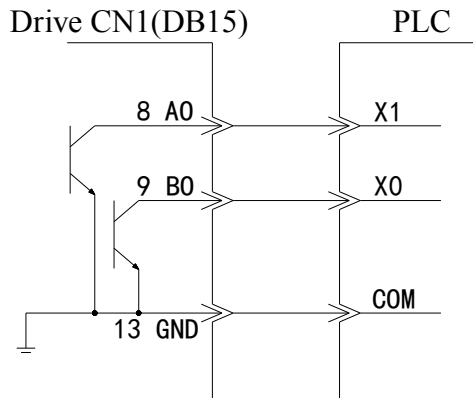 Drive CN1(DB15) PLC
8 AO X1
9 BO X0
COM
13 GND